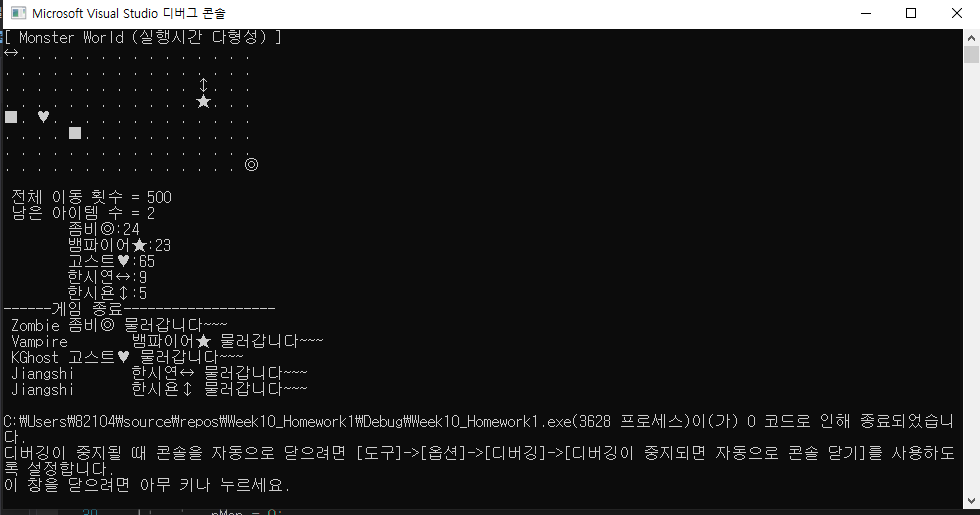 Microsoft Visual Studio 디버그 콘솔
[ Monster World (실행시간 다형성) ]
↔. . . . . . . . . . . . . . .
. . . . . . . . . . . . . . . .
. . . . . . . . . . . . ↕. . .
. . . . . . . . . . . . ★. . .
■. ♥. . . . . . . . . . . . .
. . . . ■. . . . . . . . . . .
. . . . . . . . . . . . . . . .
. . . . . . . . . . . . . . . ◎
전체 이동 횟수 = 500
남은 아이템 수 = 2
좀비◎:24
뱀파이어★:23
고스트♥:65
한시연↔:9
한시욘↕:5
------게임 종료-------------------
Zombie 좀비◎ 물러갑니다~~~
Vampire 뱀파이어★ 물러갑니다~~~
KGhost 고스트♥ 물러갑니다~~~
Jiangshi 한시연↔ 물러갑니다~~~
Jiangshi 한시욘↕ 물러갑니다~~~
C:₩Users₩82104₩source₩repos₩Week10_Homework1₩Debug₩Week10_Homework1.exe(3628 프로세스)이(가) 0 코드로 인해 종료되었습니
다.
디버깅이 중지될 때 콘솔을 자동으로 닫으려면 [도구]->[옵션]->[디버깅]->[디버깅이 중지되면 자동으로 콘솔 닫기]를 사용하도
록 설정합니다.
이 창을 닫으려면 아무 키나 누르세요.